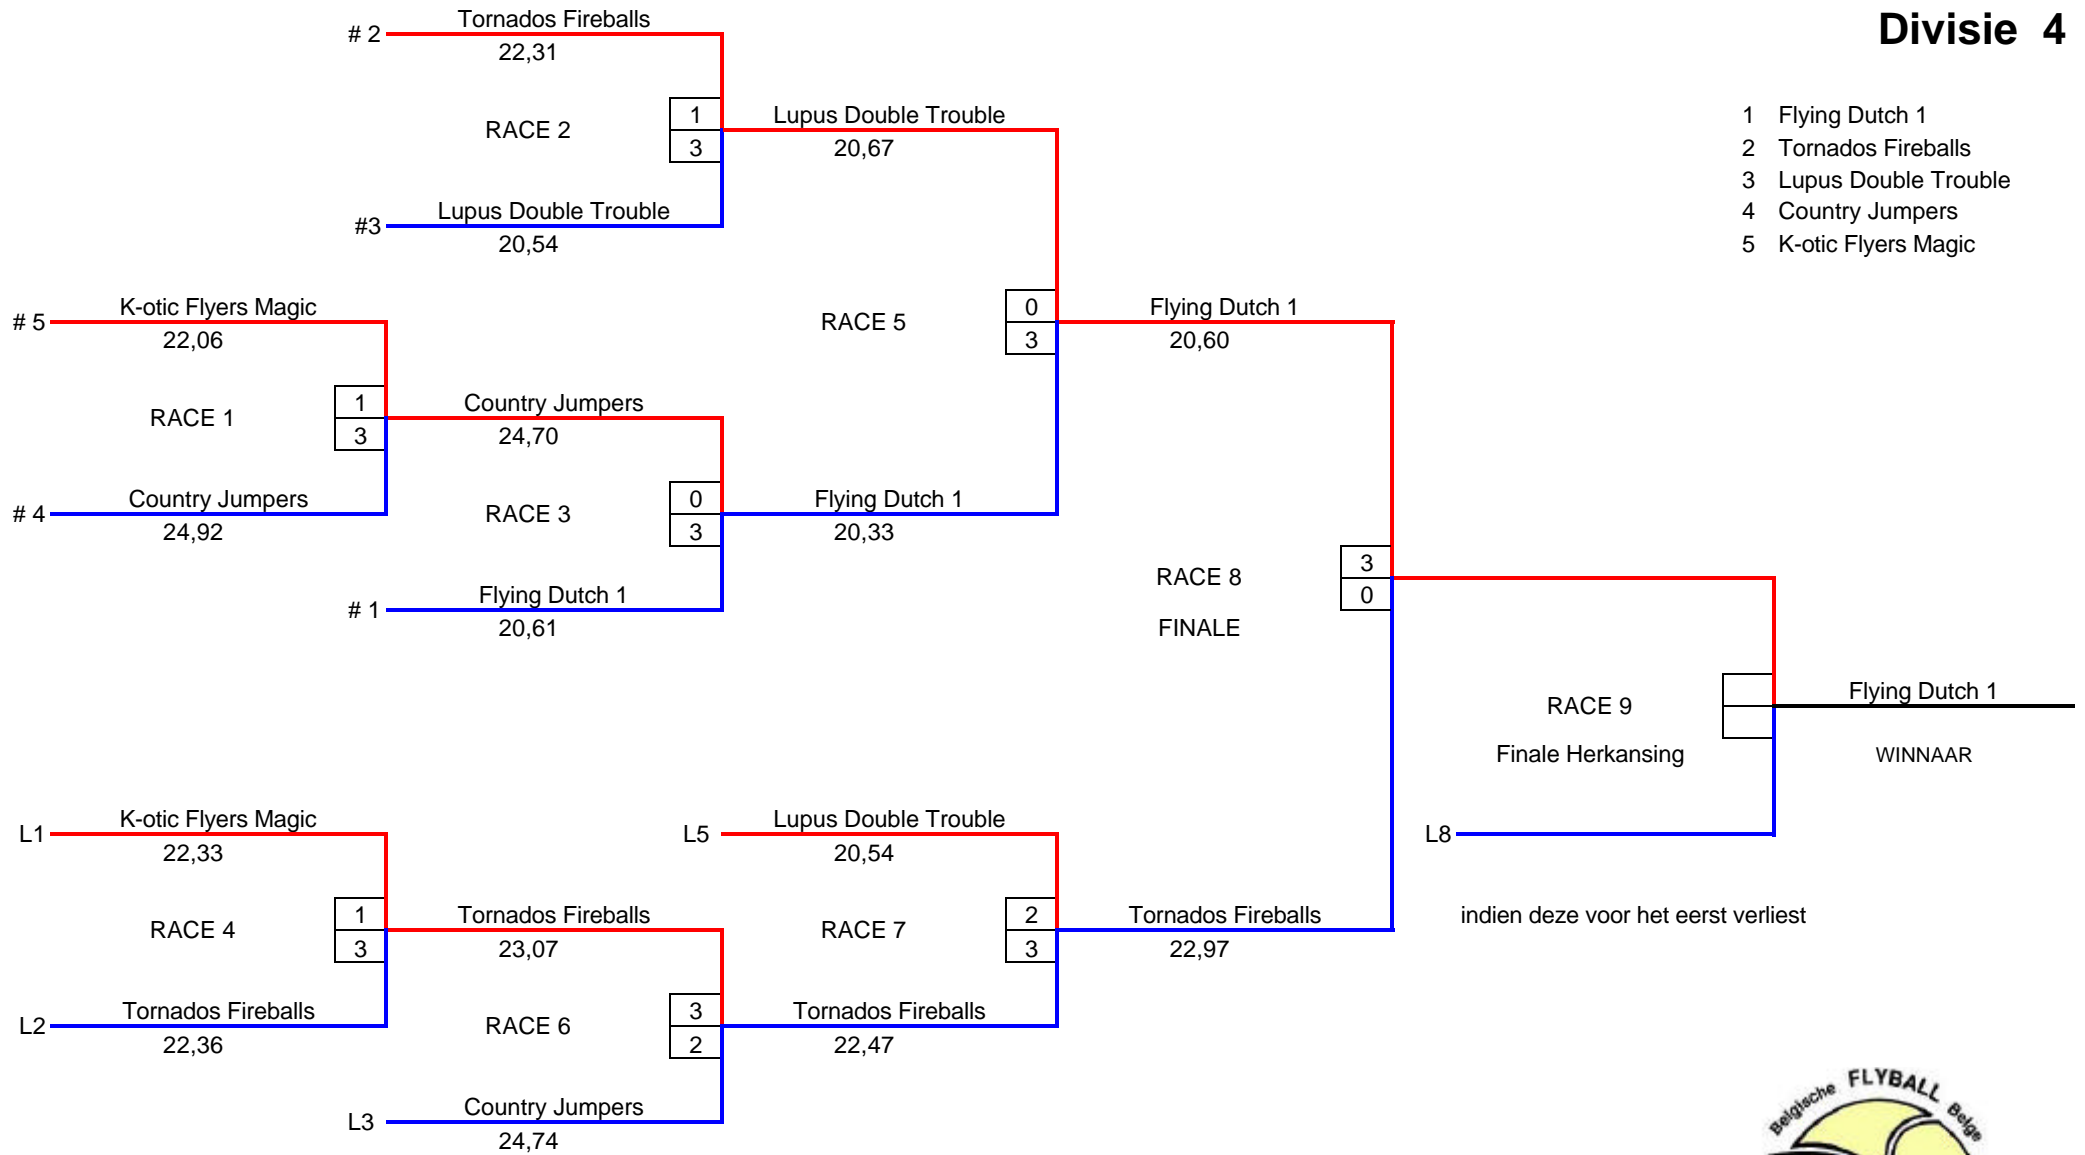 Divisie 4
1 Flying Dutch 1
2 Tornados Fireballs
3 Lupus Double Trouble
4 Country Jumpers
5 K-otic Flyers Magic
# 2
Tornados Fireballs
22,31
RACE 2
1
3
#3
Lupus Double Trouble
20,54
Lupus Double Trouble
20,67
# 5
K-otic Flyers Magic
22,06
RACE 1
1
3
# 4
Country Jumpers
24,92
Country Jumpers
24,70
RACE 3
0
3
# 1
Flying Dutch 1
20,61
Flying Dutch 1
20,33
RACE 5
0
3
Flying Dutch 1
20,60
RACE 8
3
0
FINALE
RACE 9
Finale Herkansing
Flying Dutch 1
WINNAAR
L8
indien deze voor het eerst verliest
L1
K-otic Flyers Magic
22,33
RACE 4
1
3
L2
Tornados Fireballs
22,36
Tornados Fireballs
23,07
RACE 6
3
2
L3
Country Jumpers
24,74
L5
Lupus Double Trouble
20,54
RACE 7
2
3
Tornados Fireballs
22,47
Tornados Fireballs
22,97
Belgische FLYBALL Belge